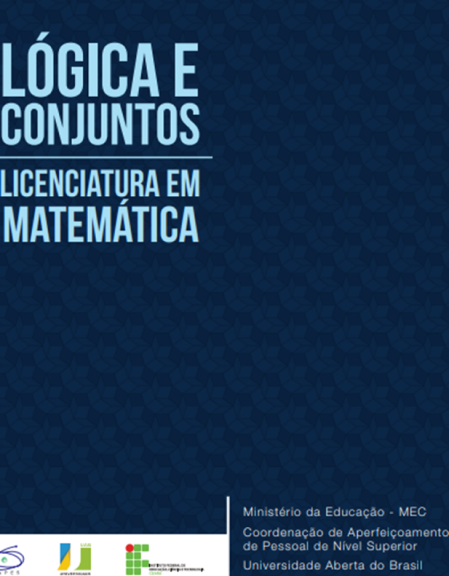 LÓGICA E
CONJUNTOS
LICENCIATURA EM
MATEMÁTICA
Ministério da Educação - MEC
Coordenação de Aperfeiçoamento
de Pessoal de Nível Superior
Universidade Aberta do Brasil